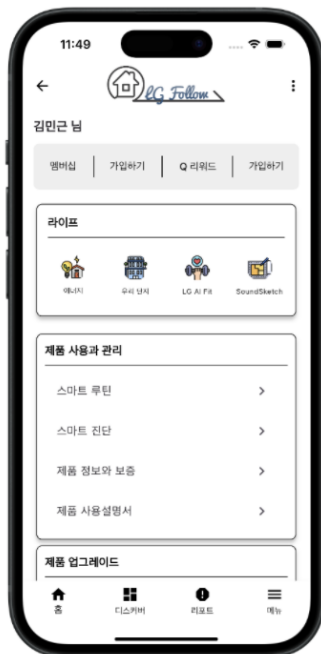 11:49
LG Follow
김민근 님
멤버십 가입하기 Q 리워드 가입하기
라이프
에너지 우리 단지 LG AI Fit SoundSketch
제품 사용과 관리
스마트 루틴
스마트 진단
제품 정보와 보증
제품 사용설명서
제품 업그레이드
홈 디스커버 리포트 메뉴